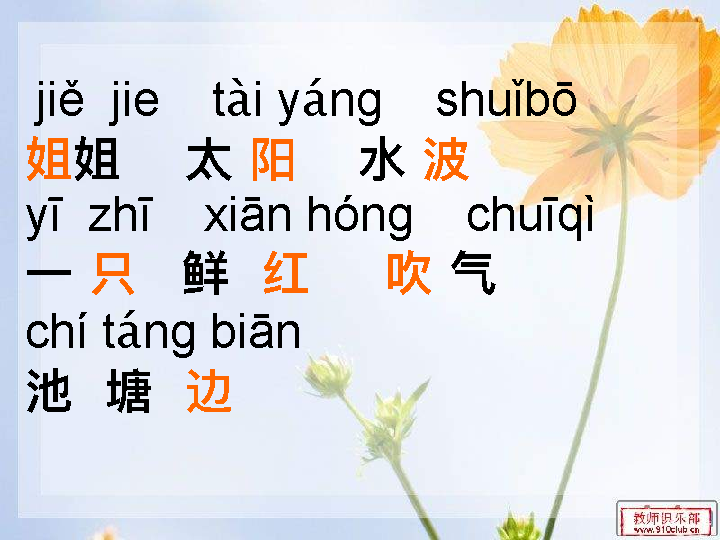 jiě jie tài yáng shuǐbō
姐姐 太阳 水波
yī zhī xiān hóng chuīqì
一只 鲜红 吹气
chí táng biān
池塘边
教师俱乐部
www.910club.cn